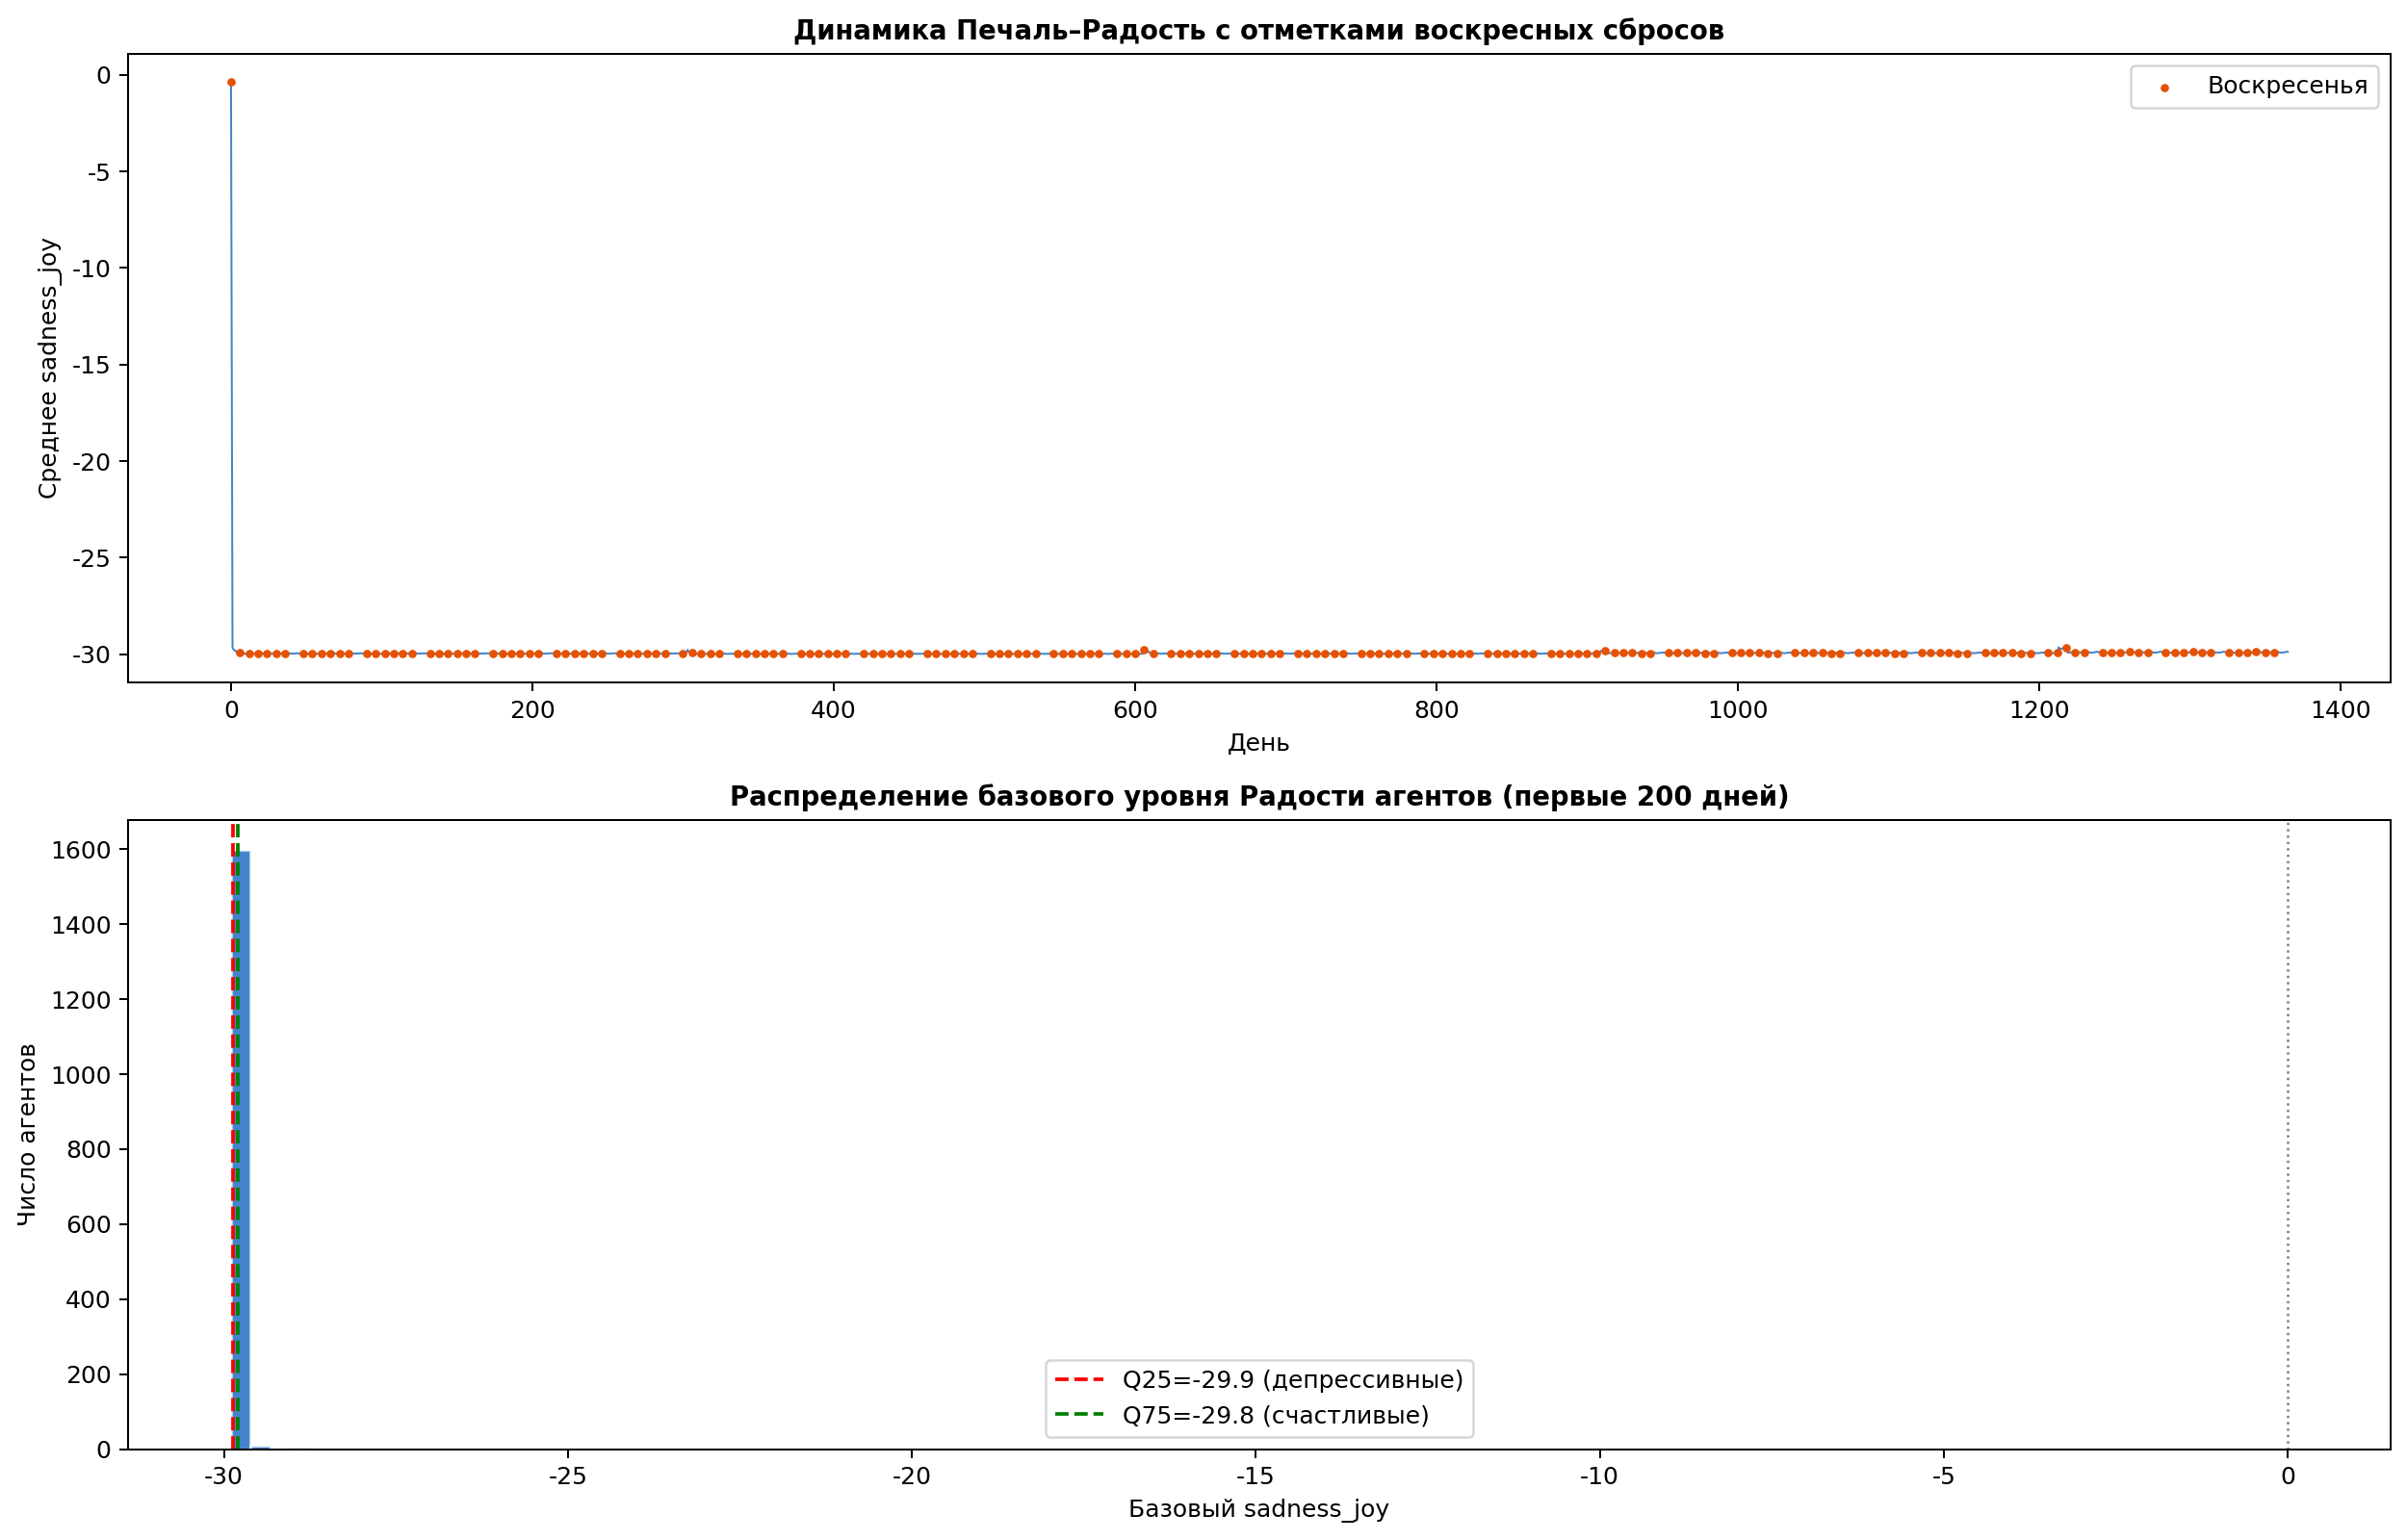 Динамика Печаль–Радость с отметками воскресных сбросов
0
-5
-10
-15
-20
-25
-30
Среднее sadness_joy
Воскресенья
0 200 400 600 800 1000 1200 1400
День
Распределение базового уровня Радости агентов (первые 200 дней)
1600
1400
1200
1000
800
600
400
200
0
Число агентов
Q25=-29.9 (депрессивные)
Q75=-29.8 (счастливые)
-30 -25 -20 -15 -10 -5 0
Базовый sadness_joy